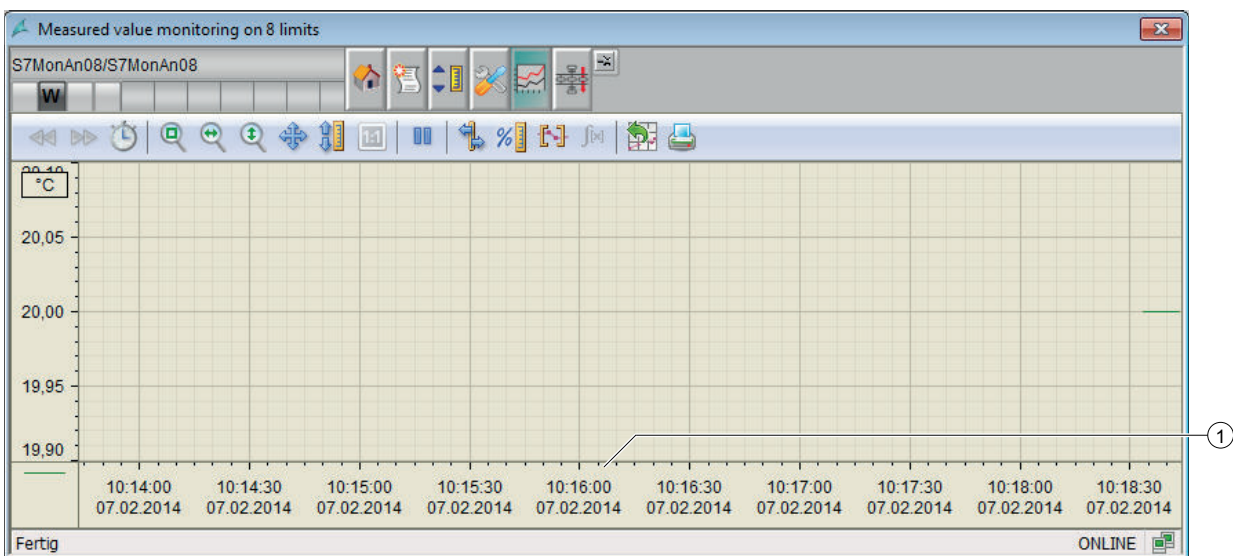 Measured value monitoring on 8 limits
S7MonAn08/S7MonAn08
W
1:1
%
∫[x]
20,10
°C
20,05
20,00
19,95
19,90
1
10:14:00 10:14:30 10:15:00 10:15:30 10:16:00 10:16:30 10:17:00 10:17:30 10:18:00 10:18:30
07.02.2014 07.02.2014 07.02.2014 07.02.2014 07.02.2014 07.02.2014 07.02.2014 07.02.2014 07.02.2014 07.02.2014
Fertig ONLINE